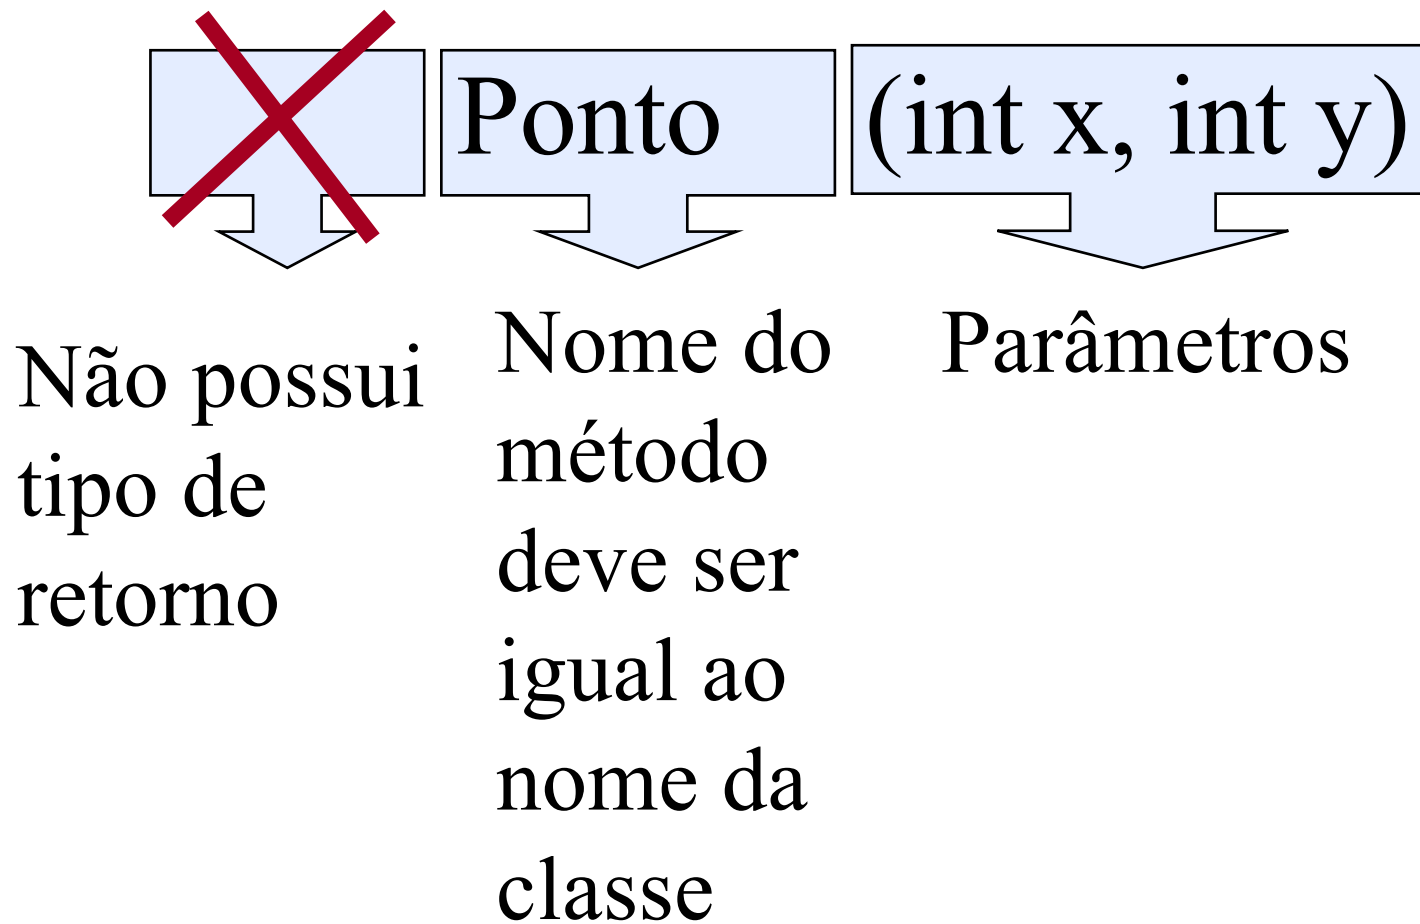 Ponto (int x, int y)
Não possui
tipo de
retorno
Nome do
método
deve ser
igual ao
nome da
classe
Parâmetros